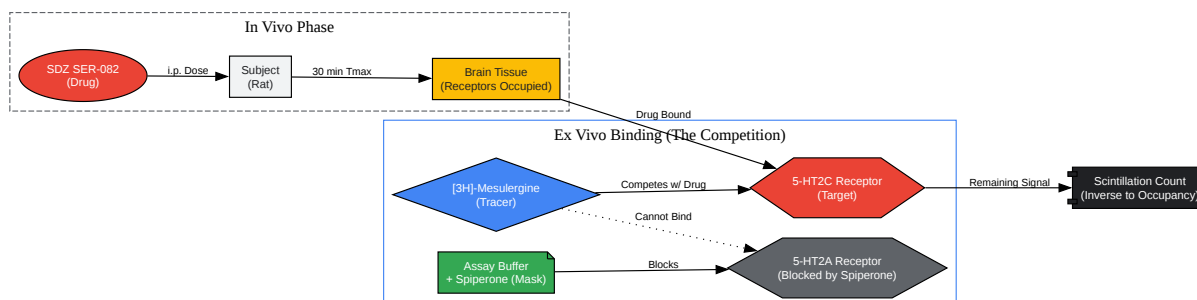 In Vivo Phase
SDZ SER-082
(Drug)
i.p. Dose
Subject
(Rat)
30 min Tmax
Brain Tissue
(Receptors Occupied)
Drug Bound
Ex Vivo Binding (The Competition)
[3H]-Mesulergine
(Tracer)
Competes w/ Drug
5-HT2C Receptor
(Target)
Remaining Signal
Scintillation Count
(Inverse to Occupancy)
Cannot Bind
Assay Buffer
+ Spiperone (Mask)
Blocks
5-HT2A Receptor
(Blocked by Spiperone)